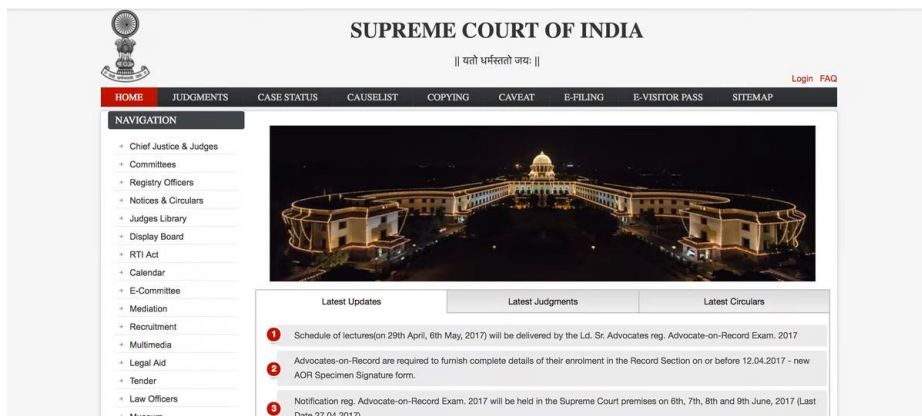 SUPREME COURT OF INDIA
|| यतो धर्मस्ततो जयः ||
Login FAQ
HOME JUDGMENTS CASE STATUS CAUSELIST COPYING CAVEAT E-FILING E-VISITOR PASS SITEMAP
NAVIGATION
Chief Justice & Judges
Committees
Registry Officers
Notices & Circulars
Judges Library
Display Board
RTI Act
Calendar
E-Committee
Mediation
Recruitment
Multimedia
Legal Aid
Tender
Law Officers
Museum
Latest Updates Latest Judgments Latest Circulars
1 Schedule of lectures(on 29th April, 6th May, 2017) will be delivered by the Ld. Sr. Advocates reg. Advocate-on-Record Exam. 2017
2 Advocates-on-Record are required to furnish complete details of their enrolment in the Record Section on or before 12.04.2017 - new
AOR Specimen Signature form.
3 Notification reg. Advocate-on-Record Exam. 2017 will be held in the Supreme Court premises on 6th, 7th, 8th and 9th June, 2017 (Last
Date 27.04.2017)